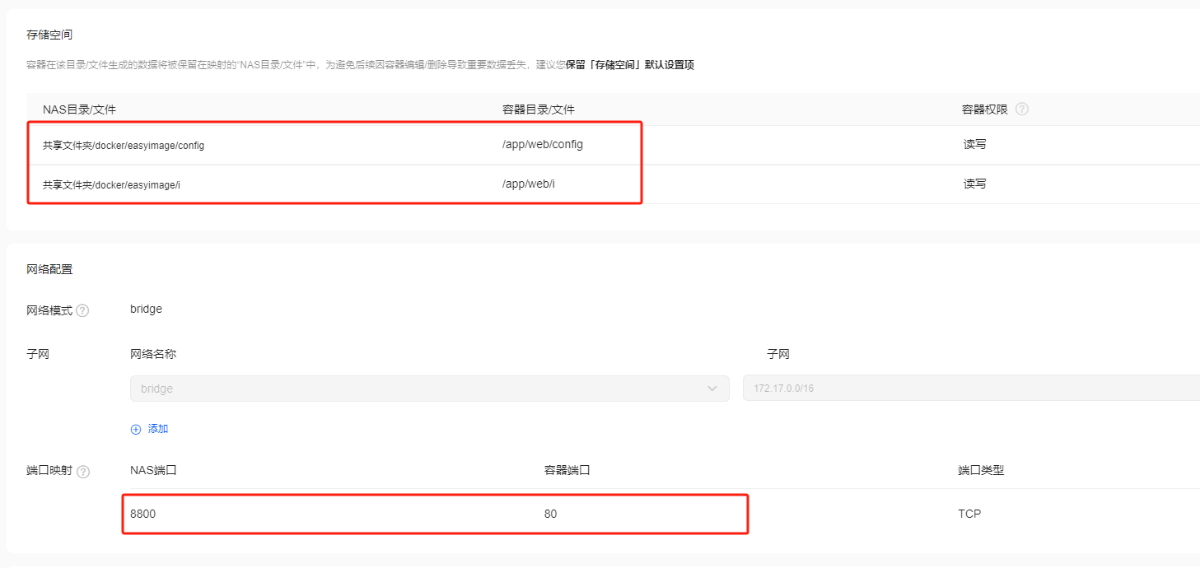 存储空间
容器在该目录/文件生成的数据将被保留在映射的“NAS目录/文件”中，为避免后续因容器编辑/删除导致重要数据丢失，建议您保留「存储空间」默认设置项
NAS目录/文件 容器目录/文件 容器权限 ?
共享文件夹/docker/easyimage/config /app/web/config 读写
共享文件夹/docker/easyimage/i /app/web/i 读写
网络配置
网络模式 ? bridge
子网 网络名称 子网
bridge 172.17.0.0/16
添加
端口映射 ? NAS端口 容器端口 端口类型
8800 80 TCP